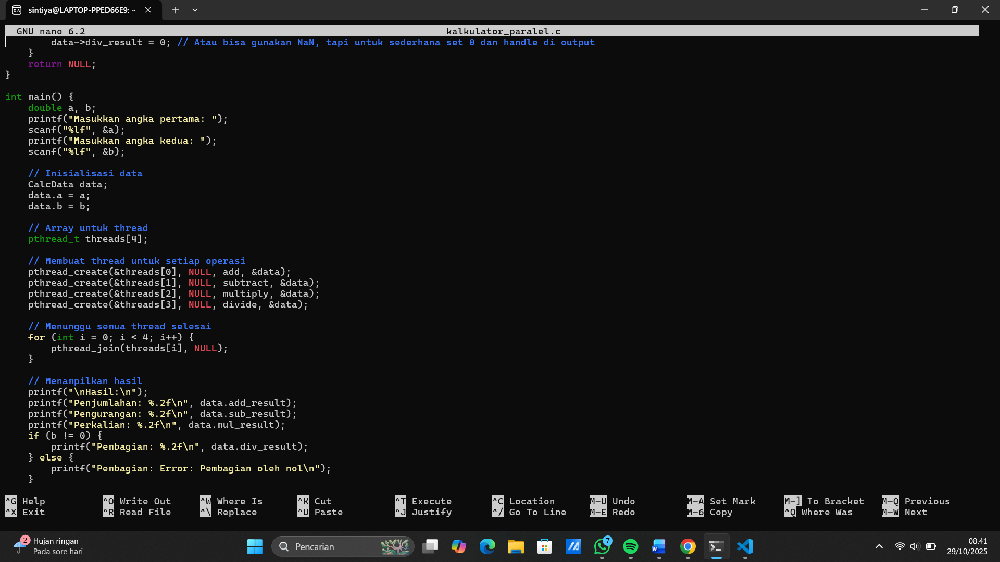 sintiya@LAPTOP-PPED66E9: ~
GNU nano 6.2 kalkulator_paralel.c
        data->div_result = 0; // Atau bisa gunakan NaN, tapi untuk sederhana set 0 dan handle di output
    }
    return NULL;
}

int main() {
    double a, b;
    printf("Masukkan angka pertama: ");
    scanf("%lf", &a);
    printf("Masukkan angka kedua: ");
    scanf("%lf", &b);

    // Inisialisasi data
    CalcData data;
    data.a = a;
    data.b = b;

    // Array untuk thread
    pthread_t threads[4];

    // Membuat thread untuk setiap operasi
    pthread_create(&threads[0], NULL, add, &data);
    pthread_create(&threads[1], NULL, subtract, &data);
    pthread_create(&threads[2], NULL, multiply, &data);
    pthread_create(&threads[3], NULL, divide, &data);

    // Menunggu semua thread selesai
    for (int i = 0; i < 4; i++) {
        pthread_join(threads[i], NULL);
    }

    // Menampilkan hasil
    printf("\nHasil:\n");
    printf("Penjumlahan: %.2f\n", data.add_result);
    printf("Pengurangan: %.2f\n", data.sub_result);
    printf("Perkalian: %.2f\n", data.mul_result);
    if (b != 0) {
        printf("Pembagian: %.2f\n", data.div_result);
    } else {
        printf("Pembagian: Error: Pembagian oleh nol\n");
    }

^G Help ^O Write Out ^W Where Is ^K Cut ^T Execute ^C Location M-U Undo M-A Set Mark M-] To Bracket M-Q Previous
^X Exit ^R Read File ^\ Replace ^U Paste ^J Justify ^/ Go To Line M-E Redo M-6 Copy ^Q Where Was M-W Next
2 Hujan ringan
Pada sore hari
Pencarian
7
08.41
29/10/2025